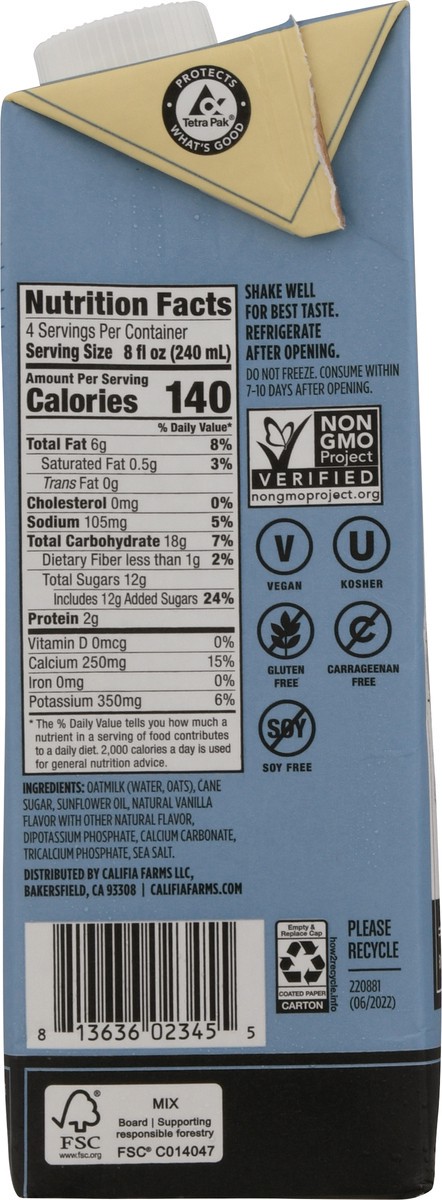 PROTECTS
Tetra Pak®
WHAT'S GOOD
Nutrition Facts
4 Servings Per Container
Serving Size 8 fl oz (240 mL)
Amount Per Serving
Calories 140
% Daily Value*
Total Fat 6g 8%
Saturated Fat 0.5g 3%
Trans Fat 0g
Cholesterol 0mg 0%
Sodium 105mg 5%
Total Carbohydrate 18g 7%
Dietary Fiber less than 1g 2%
Total Sugars 12g
Includes 12g Added Sugars 24%
Protein 2g
Vitamin D 0mcg 0%
Calcium 250mg 15%
Iron 0mg 0%
Potassium 350mg 6%
* The % Daily Value tells you how much a
nutrient in a serving of food contributes
to a daily diet. 2,000 calories a day is used
for general nutrition advice.
INGREDIENTS: OATMILK (WATER, OATS), CANE
SUGAR, SUNFLOWER OIL, NATURAL VANILLA
FLAVOR WITH OTHER NATURAL FLAVOR,
DIPOTASSIUM PHOSPHATE, CALCIUM CARBONATE,
TRICALCIUM PHOSPHATE, SEA SALT.
DISTRIBUTED BY CALIFIA FARMS LLC,
BAKERSFIELD, CA 93308 | CALIFIAFARMS.COM
SHAKE WELL
FOR BEST TASTE.
REFRIGERATE
AFTER OPENING.
DO NOT FREEZE. CONSUME WITHIN
7-10 DAYS AFTER OPENING.
NON
GMO
Project
VERIFIED
nongmoproject.org
V
VEGAN
U
KOSHER
GLUTEN
FREE
C
CARRAGEENAN
FREE
SOY
SOY FREE
8 13636 02345 5
Empty &
Replace Cap
COATED PAPER
CARTON
how2recycle.info
PLEASE
RECYCLE
220881
(06/2022)
FSC
www.fsc.org
MIX
Board | Supporting
responsible forestry
FSC® C014047